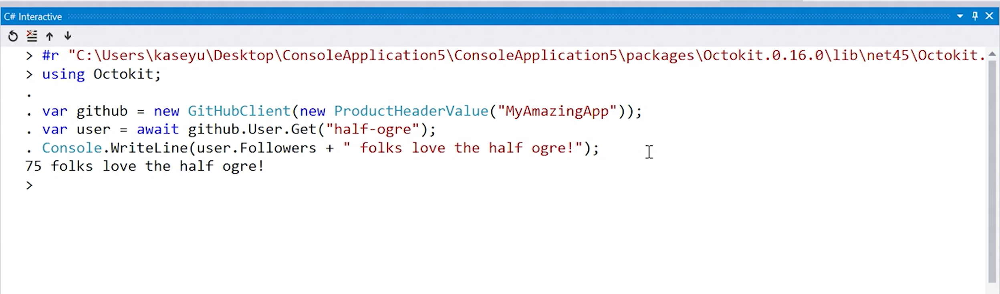 C# Interactive
> #r "C:\Users\kaseyu\Desktop\ConsoleApplication5\ConsoleApplication5\packages\Octokit.0.16.0\lib\net45\Octokit.
> using Octokit;
.
. var github = new GitHubClient(new ProductHeaderValue("MyAmazingApp"));
. var user = await github.User.Get("half-ogre");
. Console.WriteLine(user.Followers + " folks love the half ogre!");
75 folks love the half ogre!
>